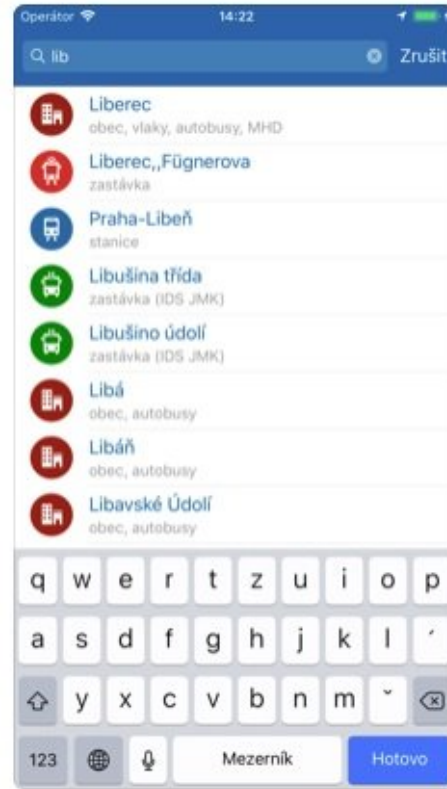 Operátor 14:22
lib Zrušit
Liberec
obec, vlaky, autobusy, MHD
Liberec,,Fügnerova
zastávka
Praha-Libeň
stanice
Libušina třída
zastávka (IDS JMK)
Libušino údolí
zastávka (IDS JMK)
Libá
obec, autobusy
Libáň
obec, autobusy
Libavské Údolí
obec, autobusy
q w e r t z u i o p
a s d f g h j k l ´
y x c v b n m ˇ
123 Mezerník Hotovo